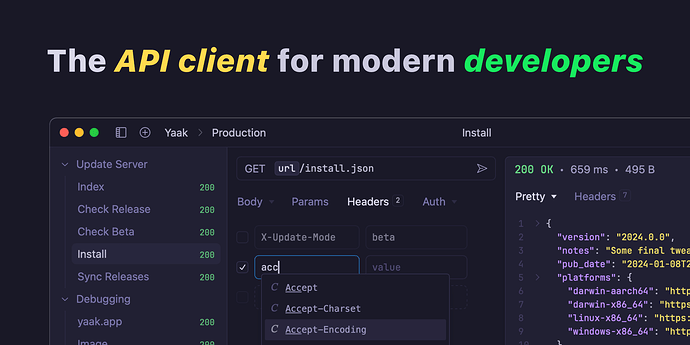 The API client for modern developers
Yaak > Production
Install
Update Server
Index 200
Check Release 200
Check Beta 200
Install 200
Sync Releases 200
Debugging
yaak.app 200
Image 200
GET url/install.json
Body Params Headers 2 Auth
X-Update-Mode beta
acc value
C Accept
C Accept-Charset
C Accept-Encoding
200 OK • 659 ms • 495 B
Pretty Headers 7
1 {
2 "version": "2024.0.0",
3 "notes": "Some final twea
4 "pub_date": "2024-01-08T2
5 "platforms": {
6 "darwin-aarch64": "http
7 "darwin-x86_64": "https
8 "linux-x86_64": "https:
9 "windows-x86_64": "http
10 }